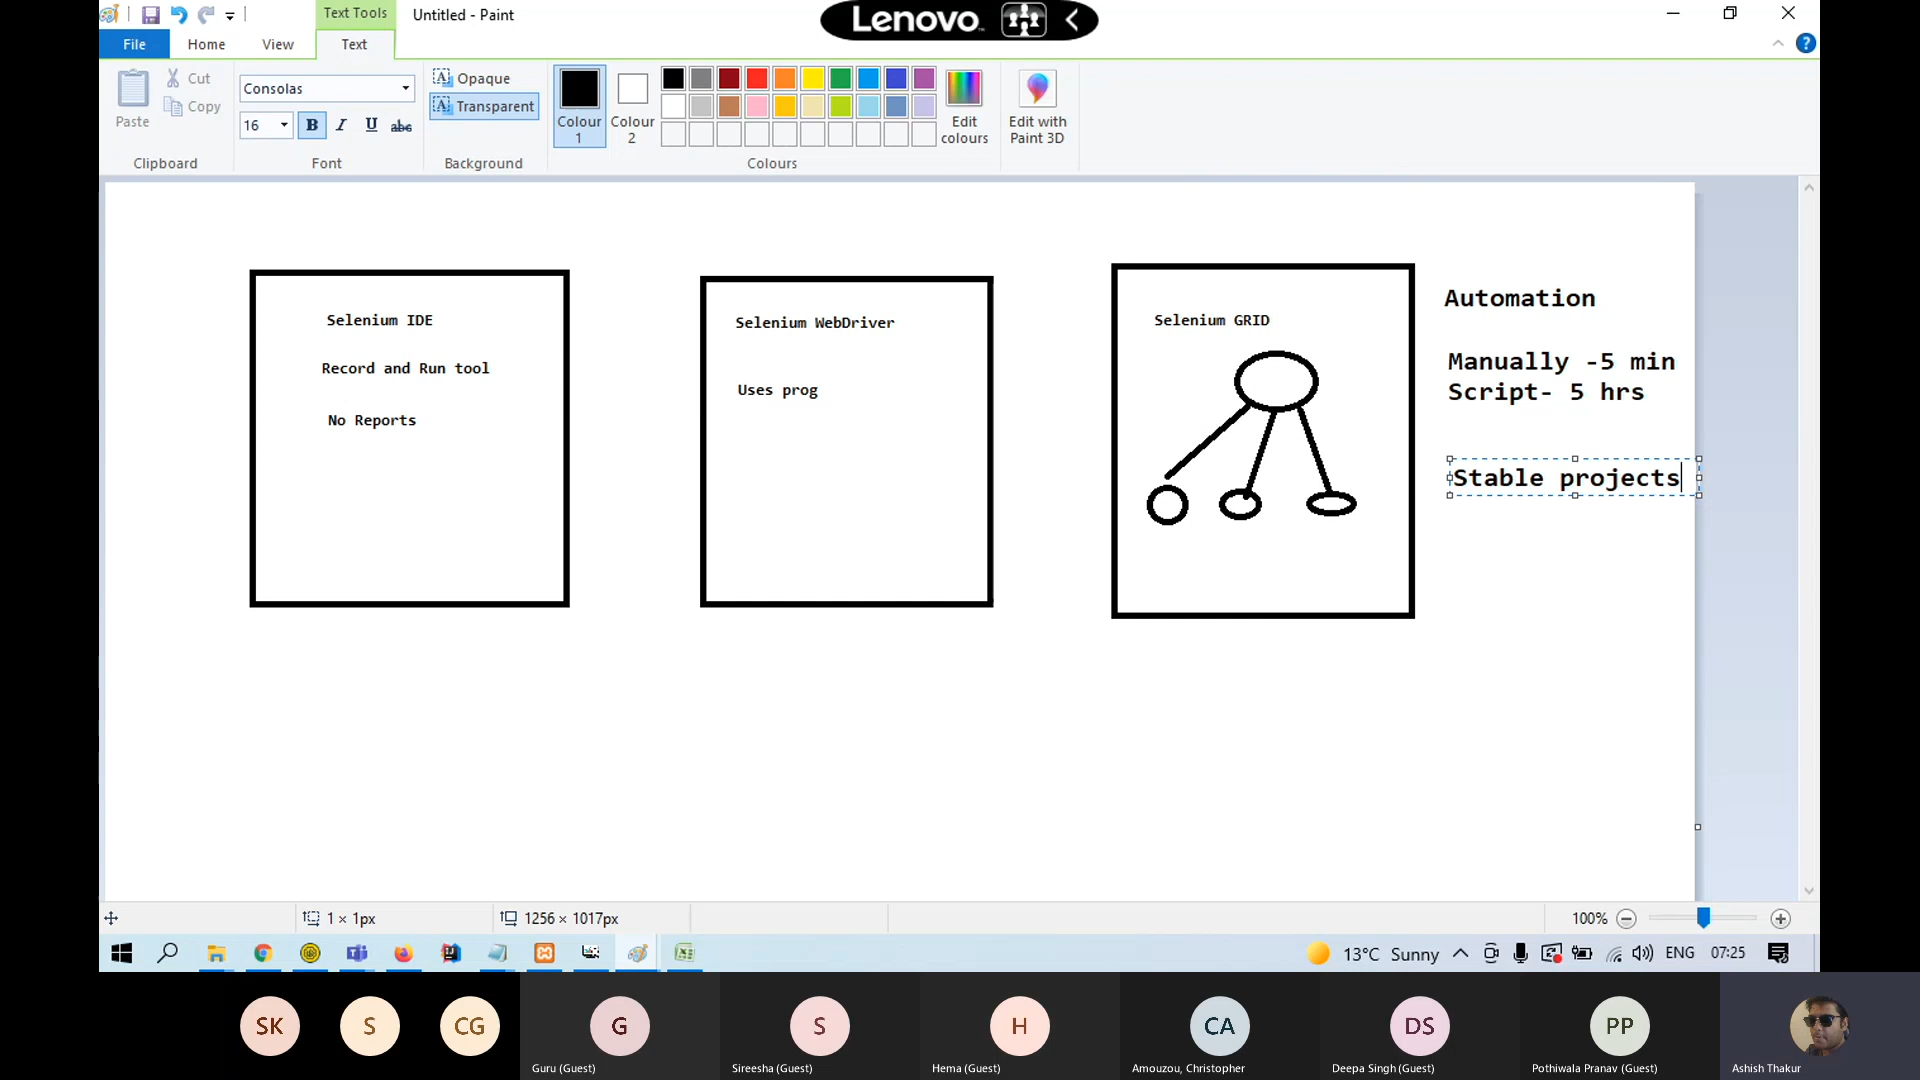 Text Tools
Untitled - Paint
Lenovo
File
Home
View
Text
Paste
Cut
Copy
Clipboard
Consolas
16
B
I
U
abc
Font
Opaque
Transparent
Background
Colour
1
Colour
2
Edit
colours
Colours
Edit with
Paint 3D
Selenium IDE
Record and Run tool
No Reports
Selenium WebDriver
Uses prog
Selenium GRID
Automation
Manually -5 min
Script- 5 hrs
Stable projects
1 × 1px
1256 × 1017px
100%
13°C Sunny
ENG
07:25
SK
S
CG
G
Guru (Guest)
S
Sireesha (Guest)
H
Hema (Guest)
CA
Amouzou, Christopher
DS
Deepa Singh (Guest)
PP
Pothiwala Pranav (Guest)
Ashish Thakur